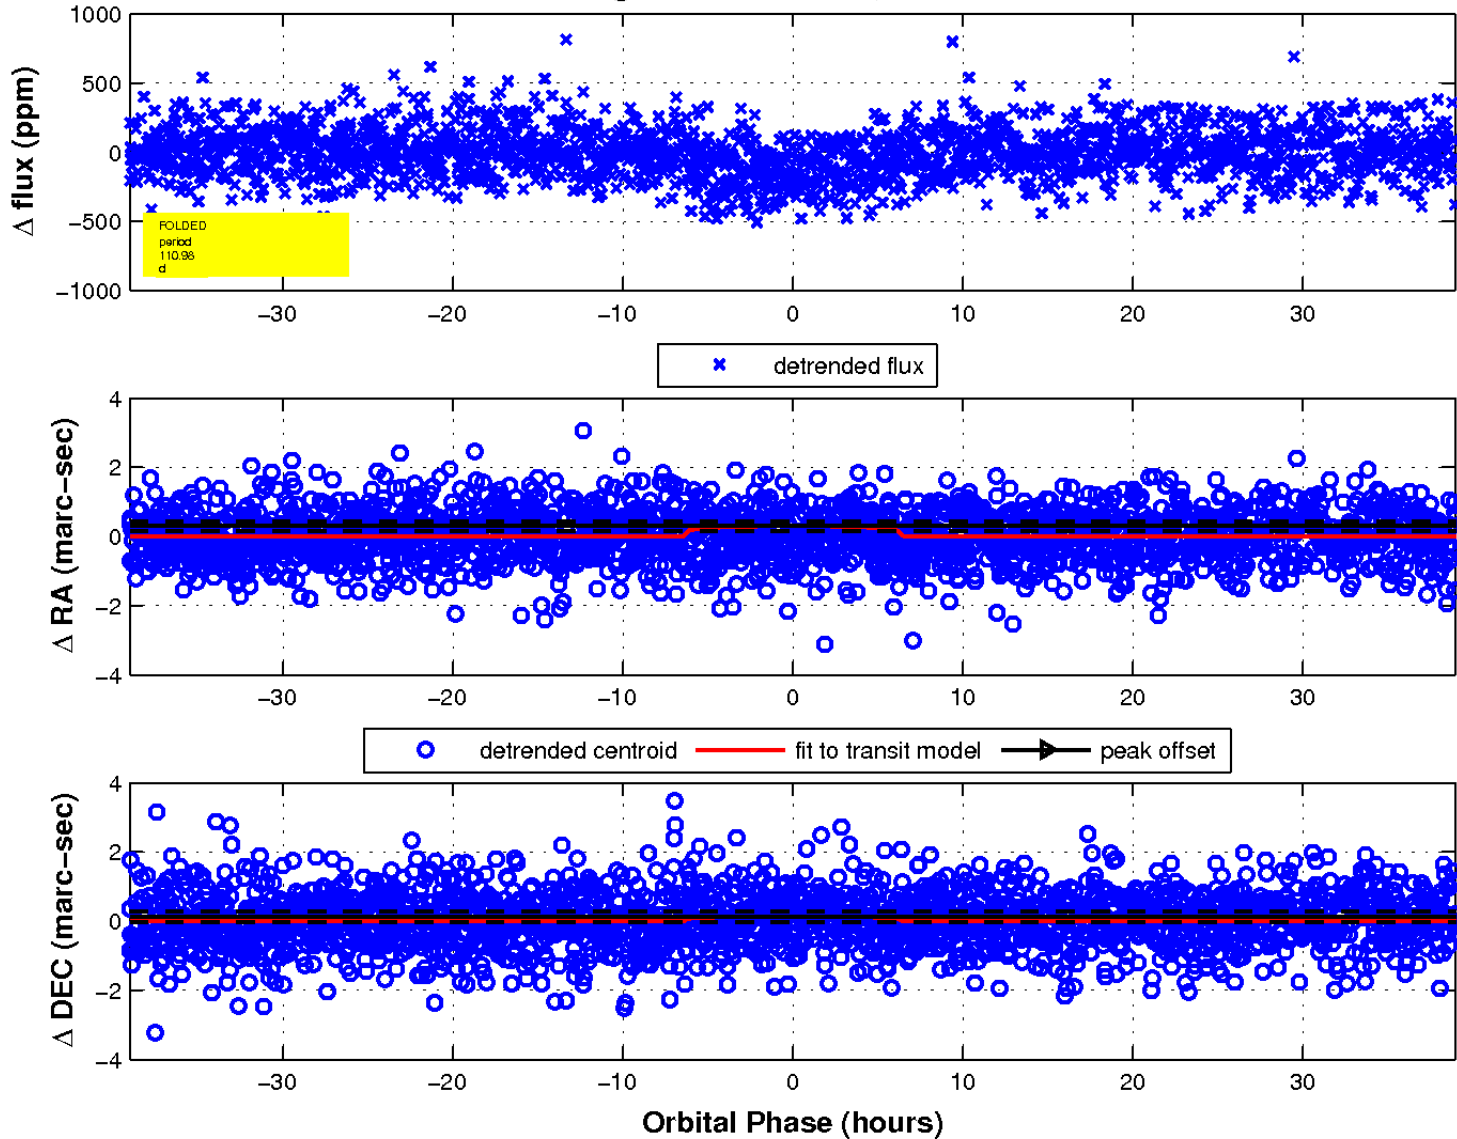 1000
500
0
−500
−1000
Δ flux (ppm)
FOLDED
period
110.98
d
−30 −20 −10 0 10 20 30
detrended flux
4
2
0
−2
−4
Δ RA (marc−sec)
−30 −20 −10 0 10 20 30
detrended centroid fit to transit model peak offset
4
2
0
−2
−4
Δ DEC (marc−sec)
−30 −20 −10 0 10 20 30
Orbital Phase (hours)